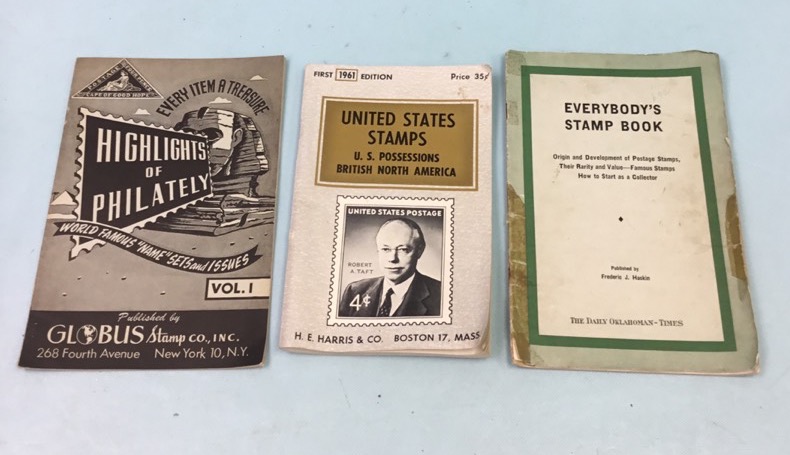 POSTAGE FOUR PENCE
CAPE OF GOOD HOPE
EVERY ITEM A TREASURE
HIGHLIGHTS
OF
PHILATELY
WORLD FAMOUS "NAME" SETS and ISSUES
VOL. I
Published by
GLOBUS Stamp CO., INC.
268 Fourth Avenue New York 10, N.Y.
FIRST 1961 EDITION Price 35¢
UNITED STATES
STAMPS
U. S. POSSESSIONS
BRITISH NORTH AMERICA
UNITED STATES POSTAGE
ROBERT
A. TAFT
4¢
H. E. HARRIS & CO. BOSTON 17, MASS
EVERYBODY'S
STAMP BOOK
Origin and Development of Postage Stamps,
Their Rarity and Value—Famous Stamps
How to Start as a Collector
Published by
Frederic J. Haskin
THE DAILY OKLAHOMAN-TIMES